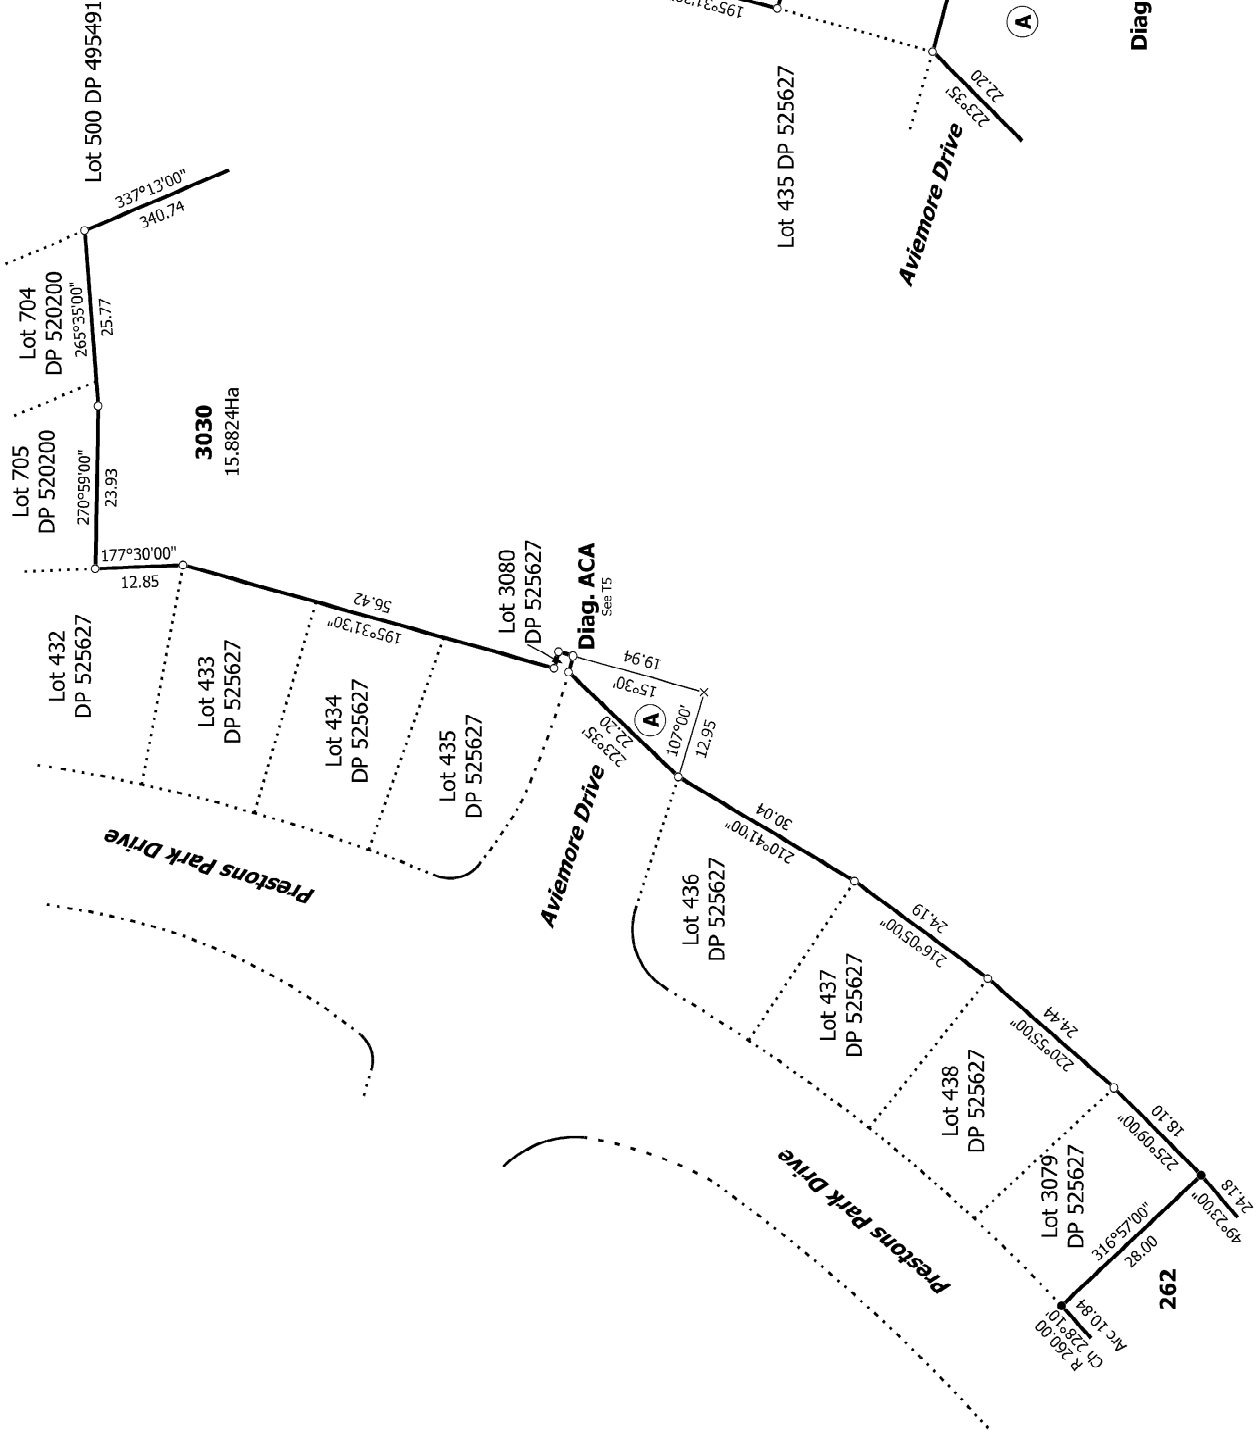 Lot 500 DP 495491
195°31'30"
A
Diag
22.20
223°35'
Lot 435 DP 525627
Aviemore Drive
337°13'00"
340.74
Lot 704
DP 520200
265°35'00"
25.77
Lot 705
DP 520200
270°59'00"
23.93
3030
15.8824Ha
177°30'00"
12.85
Lot 432
DP 525627
Lot 433
DP 525627
Lot 434
DP 525627
Lot 435
DP 525627
56.42
195°31'30"
Lot 3080
DP 525627
Diag. ACA
See T5
19.94
15°30'
A
107°00'
12.95
22.20
223°35'
Aviemore Drive
Prestons Park Drive
Lot 436
DP 525627
30.04
210°41'00"
Lot 437
DP 525627
24.19
216°05'00"
Lot 438
DP 525627
24.44
220°55'00"
Lot 3079
DP 525627
18.10
225°09'00"
24.18
49°23'00"
316°57'00"
28.00
262
R 260.00
Ch 228°10'
Arc 10.84
Prestons Park Drive